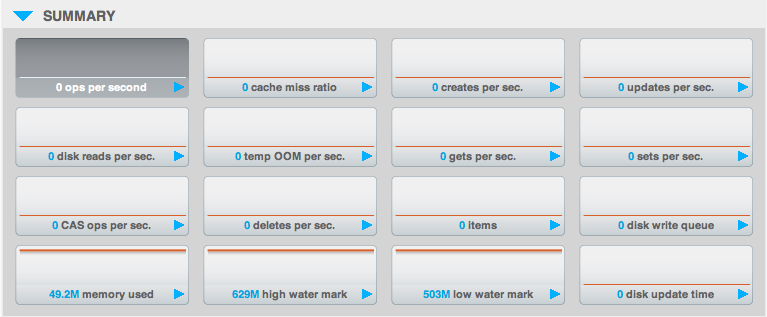 SUMMARY
0 ops per second
0 cache miss ratio
0 creates per sec.
0 updates per sec.
0 disk reads per sec.
0 temp OOM per sec.
0 gets per sec.
0 sets per sec.
0 CAS ops per sec.
0 deletes per sec.
0 items
0 disk write queue
49.2M memory used
629M high water mark
503M low water mark
0 disk update time